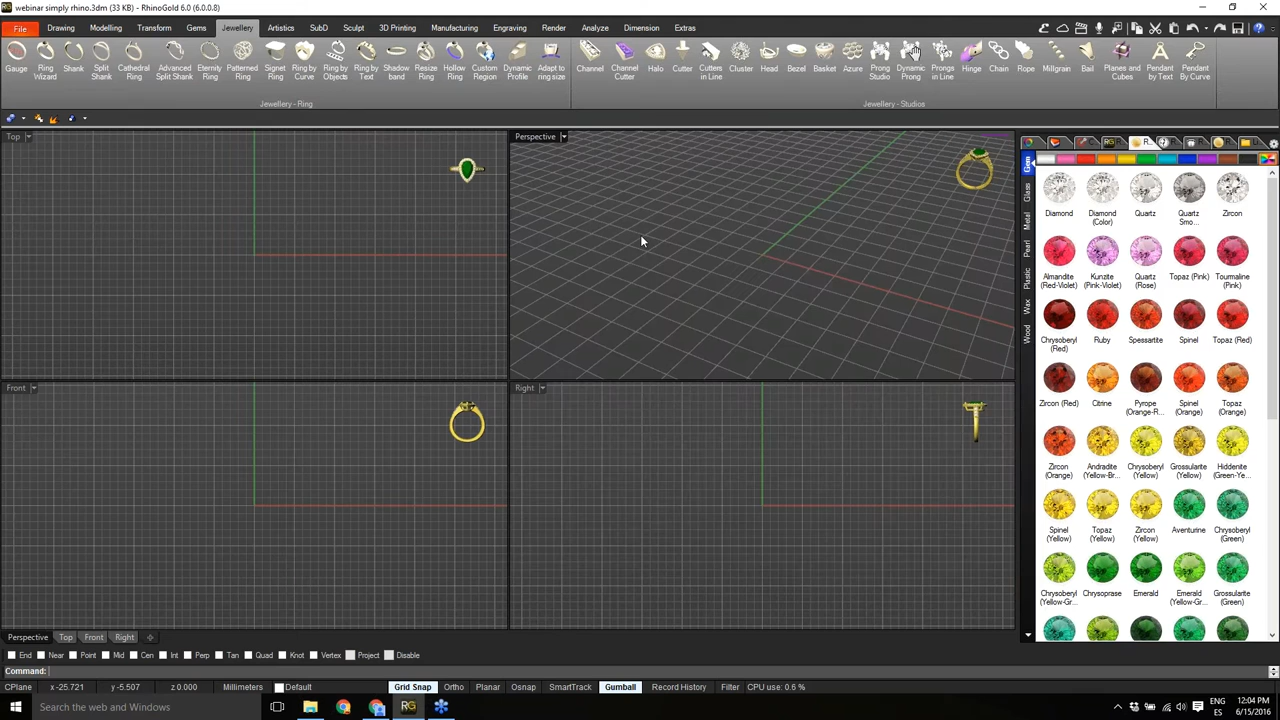 webinar simply rhino.3dm (33 KB) - RhinoGold 6.0 (6.0.0.8)
File Drawing Modelling Transform Gems Jewellery Artistics SubD Sculpt 3D Printing Manufacturing Engraving Render Analyze Dimension Extras
Gauge Ring Wizard Shank Split Shank Cathedral Ring Advanced Split Shank Eternity Ring Patterned Ring Signet Ring Ring by Curve Ring by Objects Ring by Text Shadow band Resize Ring Hollow Ring Custom Region Dynamic Profile Adapt to ring size Channel Channel Cutter Halo Cutter Cutters in Line Cluster Head Bezel Basket Azure Prong Studio Dynamic Prong Prongs in Line Hinge Chain Rope Millgrain Bail Planes and Cubes Pendant by Text Pendant By Curve
Jewellery - Ring Jewellery - Studios
Top Perspective
R...
Gem
Glass
Metal
Pearl
Plastic
Wax
Wood
Diamond Diamond (Color) Quartz Quartz Smo... Zircon
Almandite (Red-Violet) Kunzite (Pink-Violet) Quartz (Rose) Topaz (Pink) Tourmaline (Pink)
Chrysoberyl (Red) Ruby Spessartite Spinel Topaz (Red)
Front Right
Zircon (Red) Citrine Pyrope (Orange-R... Spinel (Orange) Topaz (Orange)
Zircon (Orange) Andradite (Yellow-Br... Chrysoberyl (Yellow) Grossularite (Yellow) Hiddenite (Green-Ye...
Spinel (Yellow) Topaz (Yellow) Zircon (Yellow) Aventurine Chrysoberyl (Green)
Chrysoberyl (Yellow-Gr... Chrysoprase Emerald Emerald (Yellow-Gr... Grossularite (Green)
Perspective Top Front Right
End Near Point Mid Cen Int Perp Tan Quad Knot Vertex Project Disable
Command:
CPlane x -25.721 y -5.507 z 0.000 Millimeters Default Grid Snap Ortho Planar Osnap SmartTrack Gumball Record History Filter CPU use: 0.6 %
Search the web and Windows
RG
ENG
ES
12:04 PM
6/15/2016